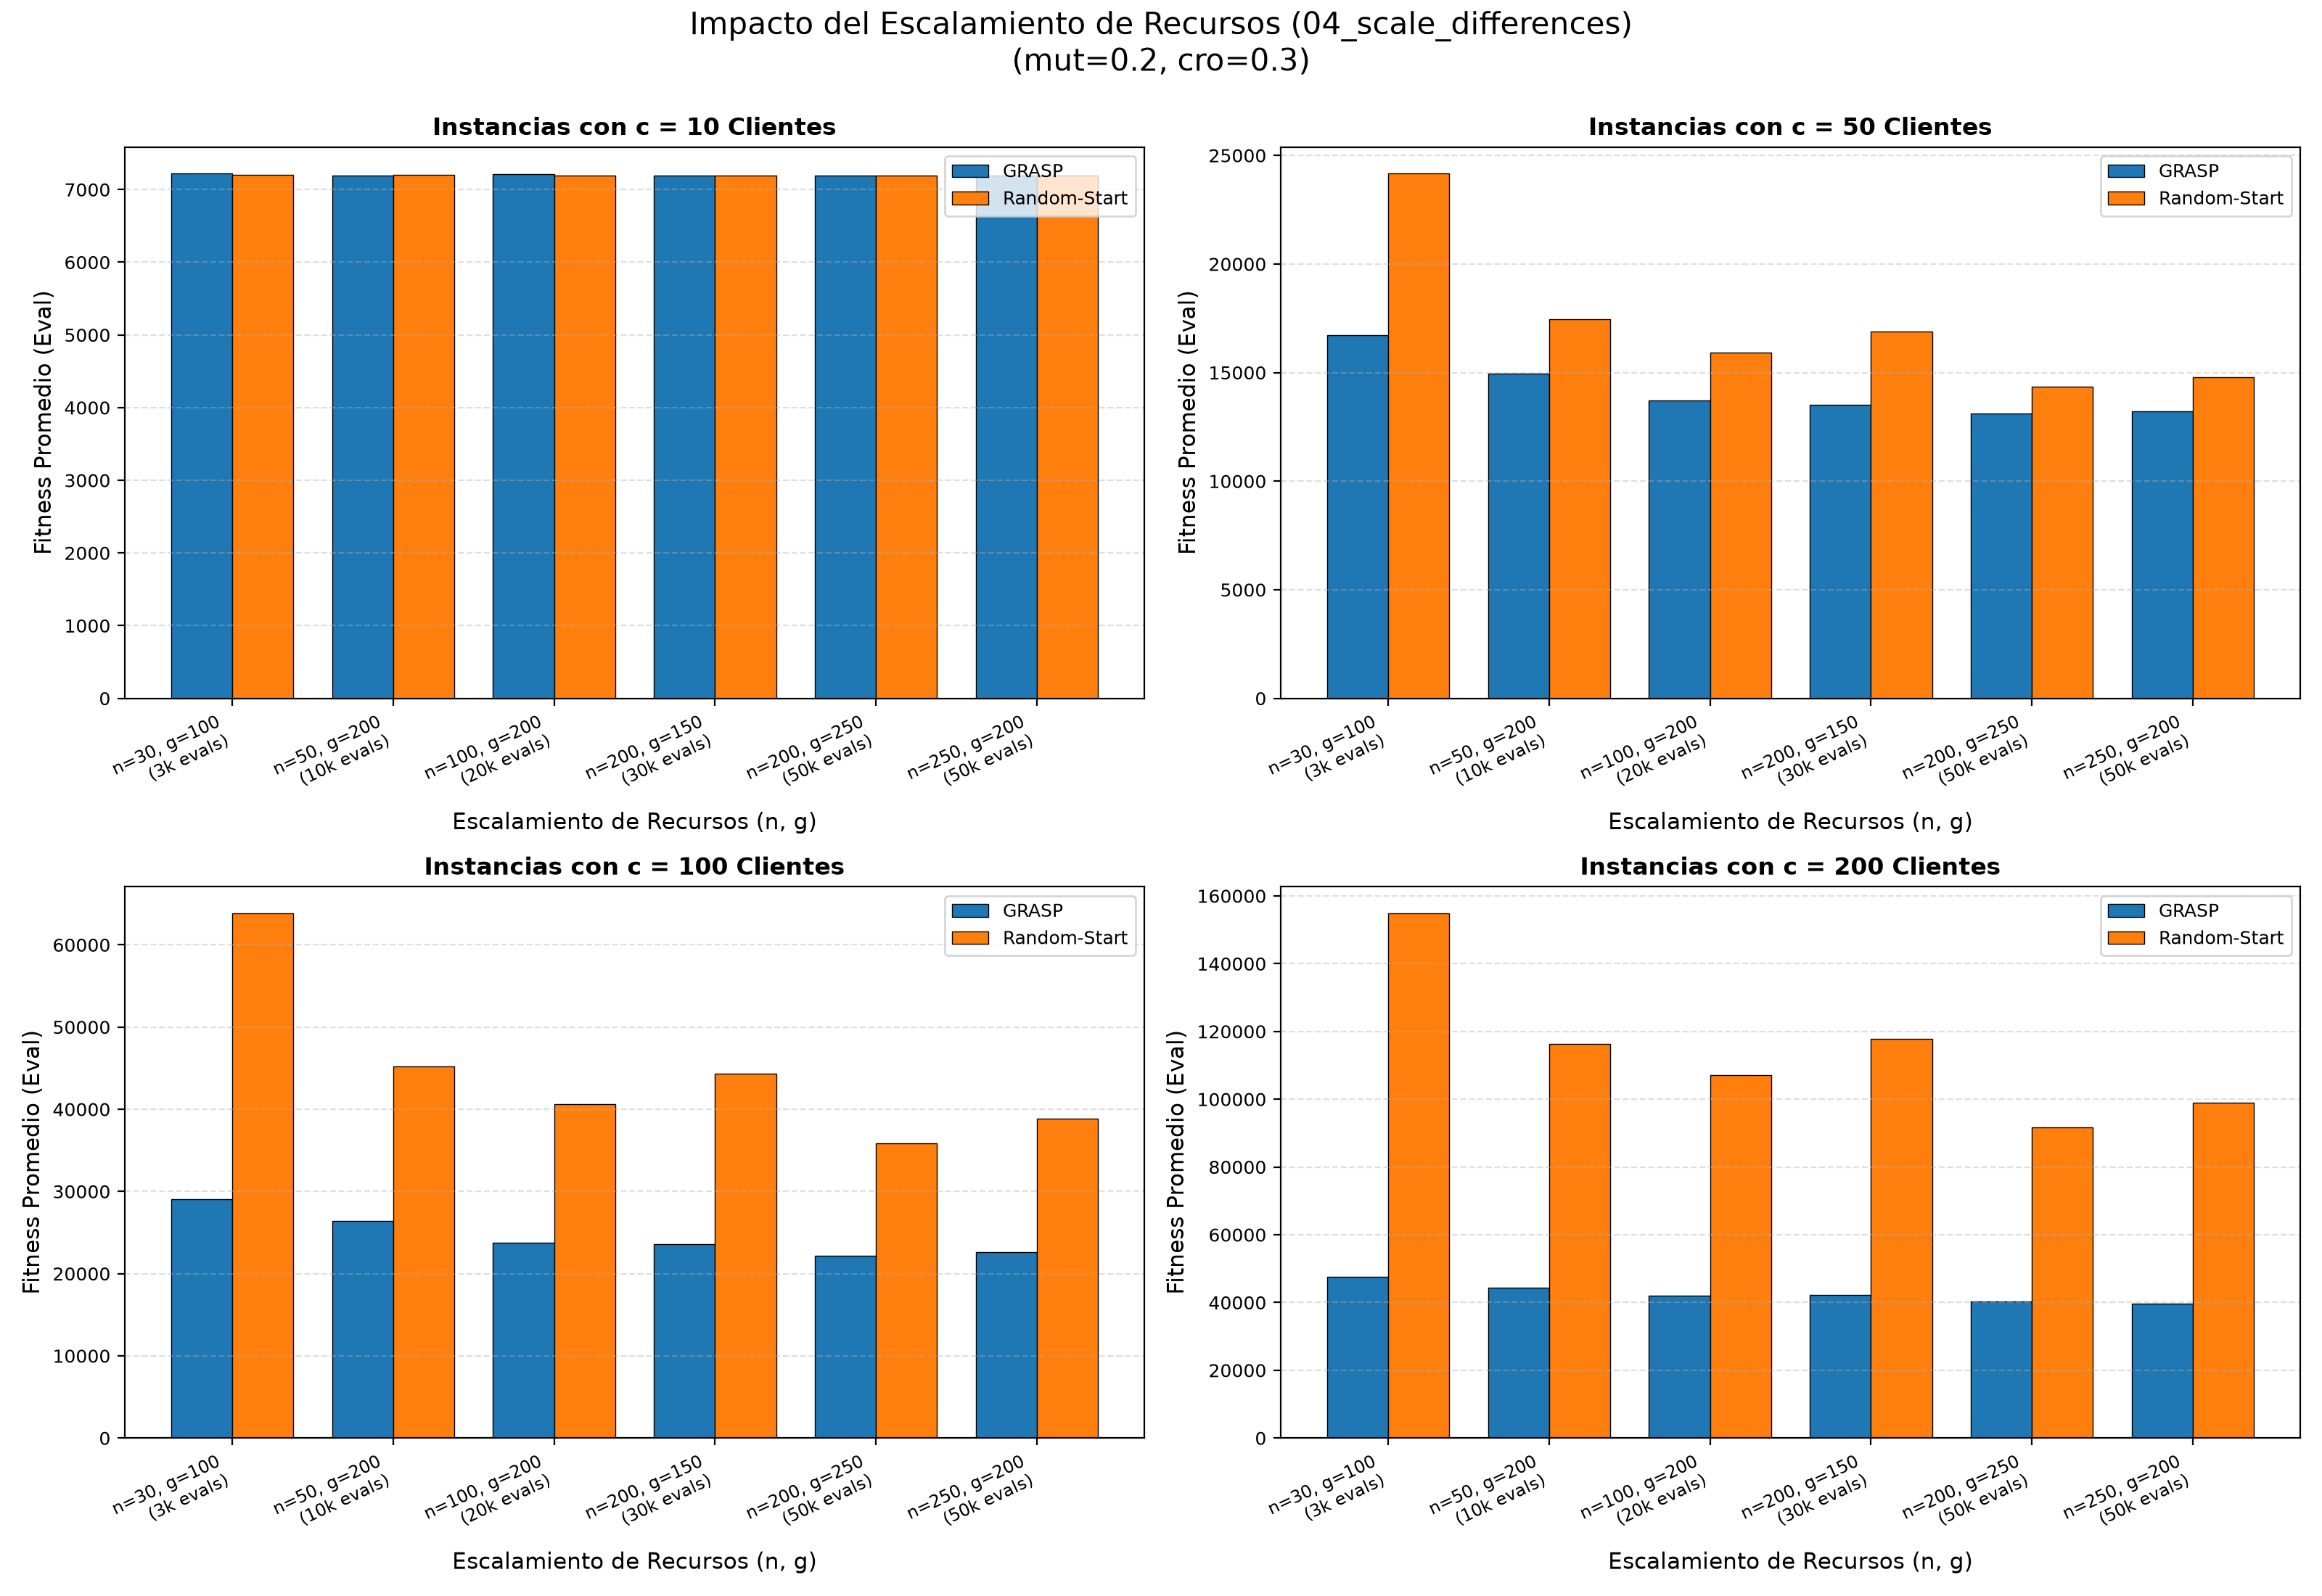 Impacto del Escalamiento de Recursos (04_scale_differences)
(mut=0.2, cro=0.3)
Instancias con c = 10 Clientes
Fitness Promedio (Eval)
7000
6000
5000
4000
3000
2000
1000
0
GRASP
Random-Start
n=30, g=100
(3k evals)
n=50, g=200
(10k evals)
n=100, g=200
(20k evals)
n=200, g=150
(30k evals)
n=200, g=250
(50k evals)
n=250, g=200
(50k evals)
Escalamiento de Recursos (n, g)
Instancias con c = 50 Clientes
Fitness Promedio (Eval)
25000
20000
15000
10000
5000
0
GRASP
Random-Start
n=30, g=100
(3k evals)
n=50, g=200
(10k evals)
n=100, g=200
(20k evals)
n=200, g=150
(30k evals)
n=200, g=250
(50k evals)
n=250, g=200
(50k evals)
Escalamiento de Recursos (n, g)
Instancias con c = 100 Clientes
Fitness Promedio (Eval)
60000
50000
40000
30000
20000
10000
0
GRASP
Random-Start
n=30, g=100
(3k evals)
n=50, g=200
(10k evals)
n=100, g=200
(20k evals)
n=200, g=150
(30k evals)
n=200, g=250
(50k evals)
n=250, g=200
(50k evals)
Escalamiento de Recursos (n, g)
Instancias con c = 200 Clientes
Fitness Promedio (Eval)
160000
140000
120000
100000
80000
60000
40000
20000
0
GRASP
Random-Start
n=30, g=100
(3k evals)
n=50, g=200
(10k evals)
n=100, g=200
(20k evals)
n=200, g=150
(30k evals)
n=200, g=250
(50k evals)
n=250, g=200
(50k evals)
Escalamiento de Recursos (n, g)